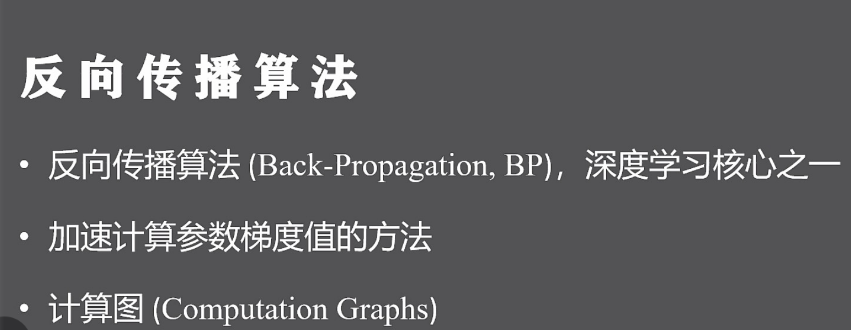 反向传播算法
• 反向传播算法 (Back-Propagation, BP)，深度学习核心之一
• 加速计算参数梯度值的方法
• 计算图 (Computation Graphs)